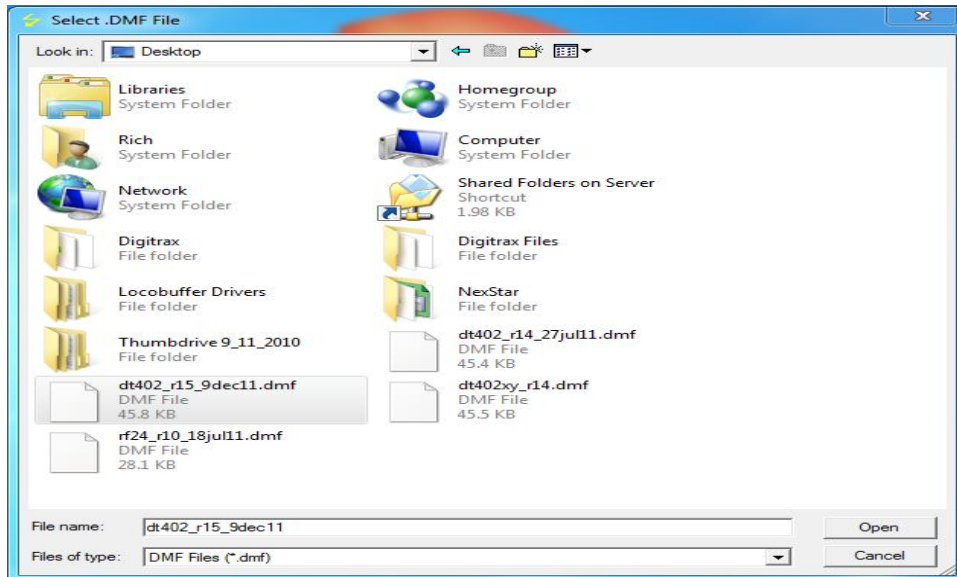 Select .DMF File
Look in: Desktop
Libraries
System Folder
Homegroup
System Folder
Rich
System Folder
Computer
System Folder
Network
System Folder
Shared Folders on Server
Shortcut
1.98 KB
Digitrax
File folder
Digitrax Files
File folder
Locobuffer Drivers
File folder
NexStar
File folder
Thumbdrive 9_11_2010
File folder
dt402_r14_27jul11.dmf
DMF File
45.4 KB
dt402_r15_9dec11.dmf
DMF File
45.8 KB
dt402xy_r14.dmf
DMF File
45.5 KB
rf24_r10_18jul11.dmf
DMF File
28.1 KB
File name: dt402_r15_9dec11
Open
Files of type: DMF Files (*.dmf)
Cancel